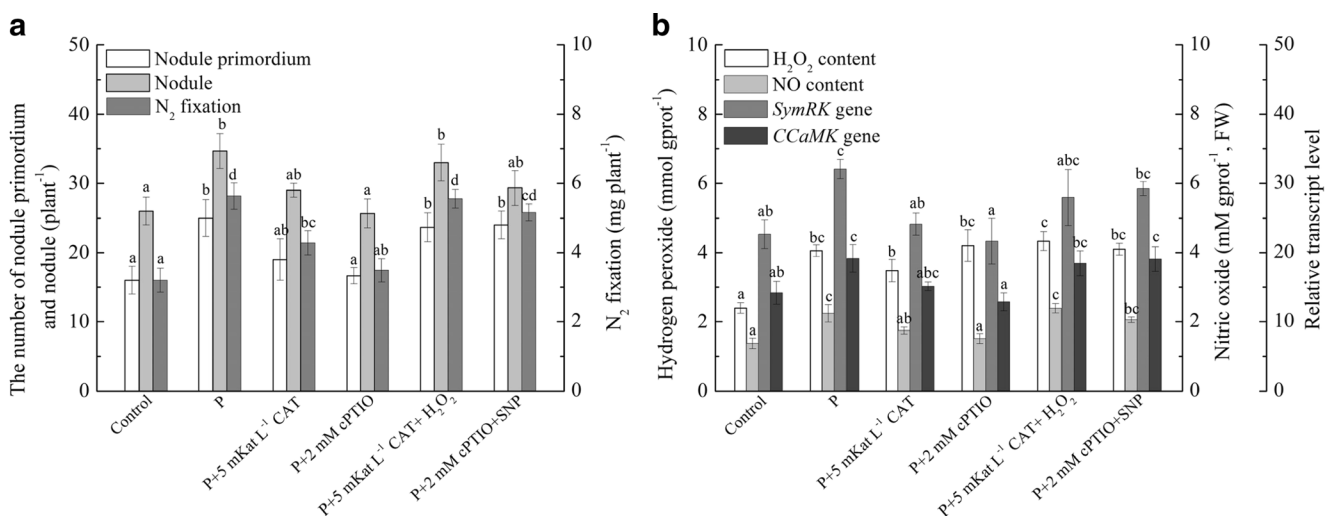 a
50
40
30
20
10
0
The number of nodule primordium
and nodule (plant⁻¹)
Nodule primordium
Nodule
N₂ fixation
a
a
a
b
b
d
ab
ab
bc
a
a
ab
b
b
d
b
ab
cd
10
8
6
4
2
0
N₂ fixation (mg plant⁻¹)
Control
P
P+5 mKat L⁻¹ CAT
P+2 mM cPTIO
P+5 mKat L⁻¹ CAT+ H₂O₂
P+2 mM cPTIO+SNP
b
10
8
6
4
2
0
Hydrogen peroxide (mmol gprot⁻¹)
H₂O₂ content
NO content
SymRK gene
CCaMK gene
a
a
ab
ab
bc
c
c
c
b
ab
ab
abc
bc
a
a
a
c
c
abc
bc
bc
bc
bc
c
10
8
6
4
2
0
Nitric oxide (mM gprot⁻¹, FW)
50
40
30
20
10
0
Relative transcript level
Control
P
P+5 mKat L⁻¹ CAT
P+2 mM cPTIO
P+5 mKat L⁻¹ CAT+ H₂O₂
P+2 mM cPTIO+SNP